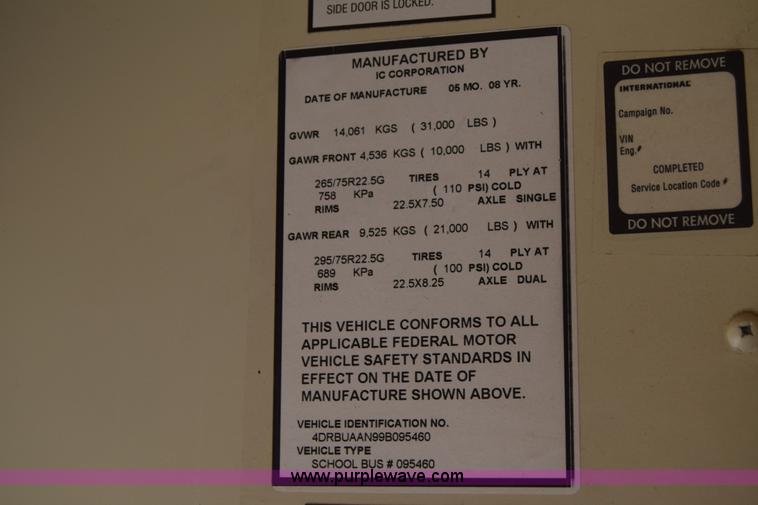 SIDE DOOR IS LOCKED.
MANUFACTURED BY
IC CORPORATION
DATE OF MANUFACTURE 05 MO. 08 YR.
GVWR 14,061 KGS ( 31,000 LBS )
GAWR FRONT 4,536 KGS ( 10,000 LBS ) WITH
265/75R22.5G TIRES 14 PLY AT
758 KPa ( 110 PSI) COLD
RIMS 22.5X7.50 AXLE SINGLE
GAWR REAR 9,525 KGS ( 21,000 LBS ) WITH
295/75R22.5G TIRES 14 PLY AT
689 KPa ( 100 PSI) COLD
RIMS 22.5X8.25 AXLE DUAL
THIS VEHICLE CONFORMS TO ALL
APPLICABLE FEDERAL MOTOR
VEHICLE SAFETY STANDARDS IN
EFFECT ON THE DATE OF
MANUFACTURE SHOWN ABOVE.
VEHICLE IDENTIFICATION NO.
4DRBUAAN99B095460
VEHICLE TYPE
SCHOOL BUS # 095460
DO NOT REMOVE
INTERNATIONAL
Campaign No.
VIN
Eng.#
COMPLETED
Service Location Code #
DO NOT REMOVE
www.purplewave.com